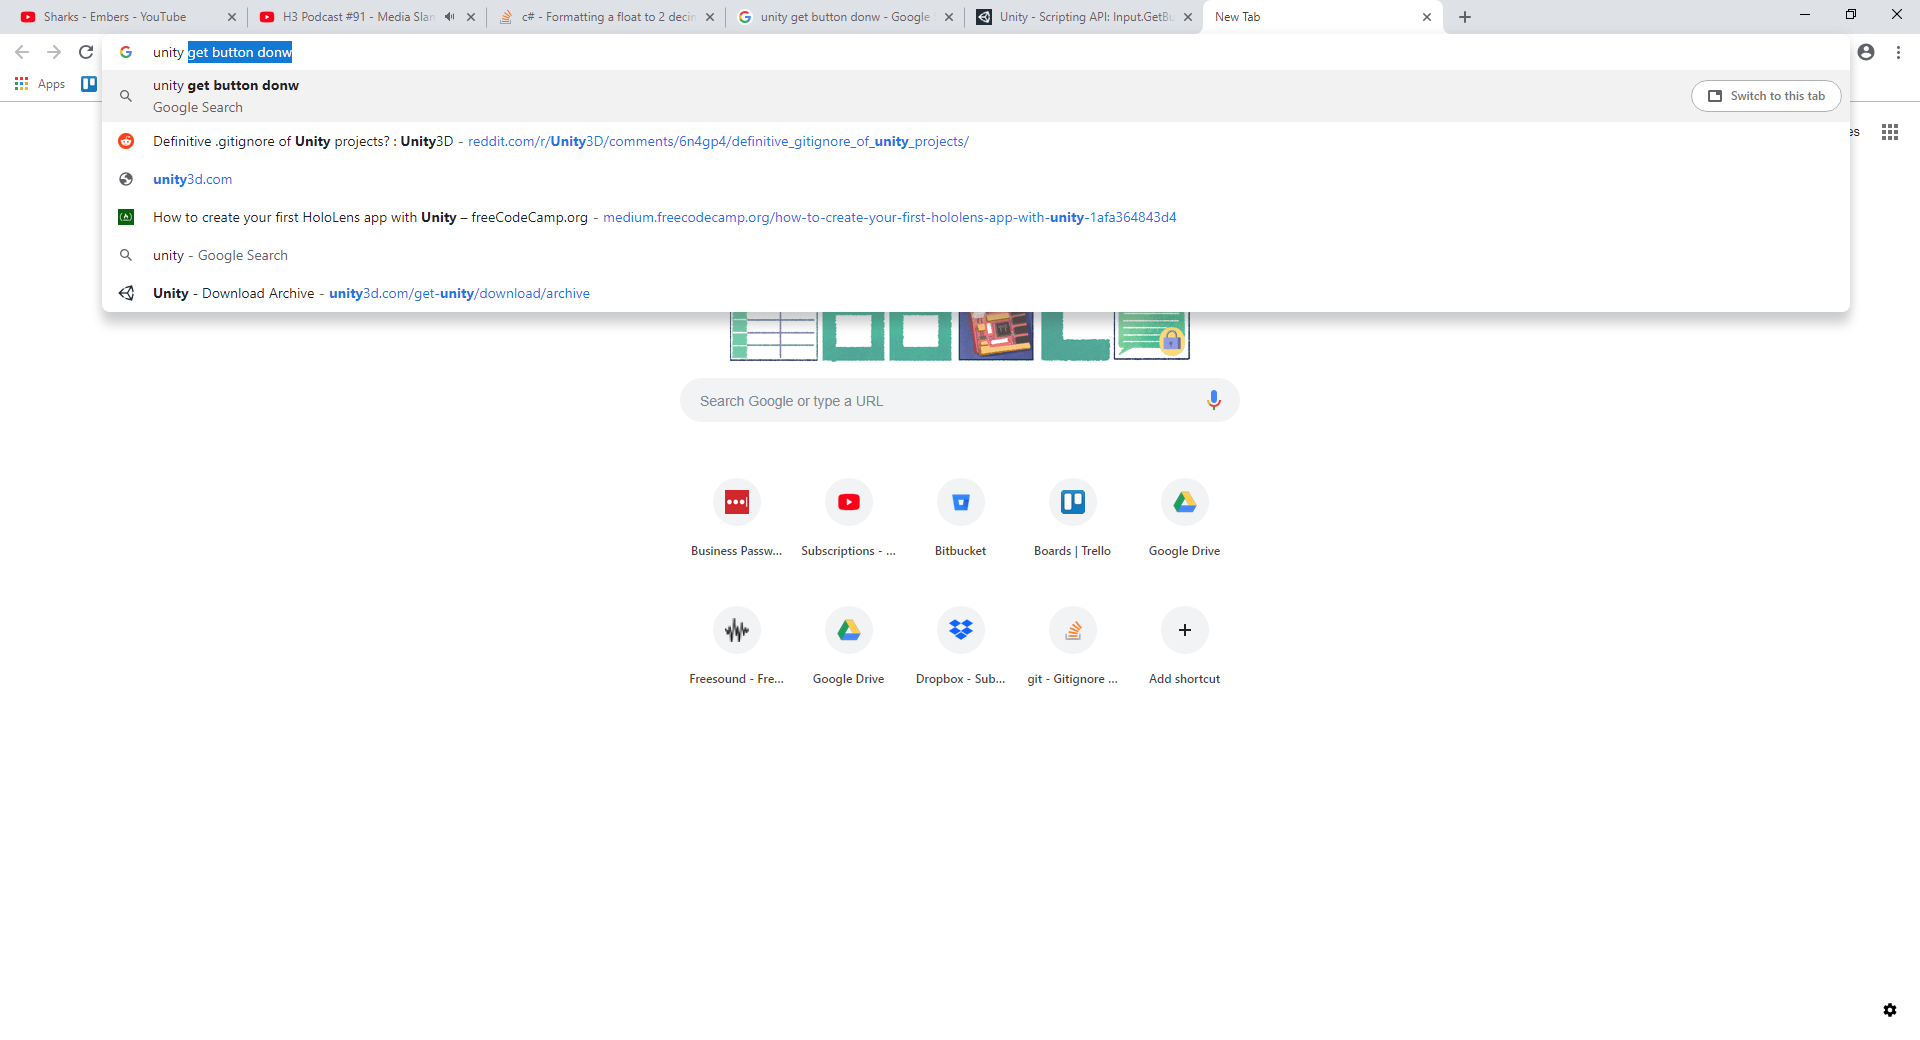 Sharks - Embers - YouTube
H3 Podcast #91 - Media Slan
c# - Formatting a float to 2 decin
unity get button donw - Google
Unity - Scripting API: Input.GetBu
New Tab
unity get button donw
Apps
unity get button donw
Google Search
Switch to this tab
Definitive .gitignore of Unity projects? : Unity3D - reddit.com/r/Unity3D/comments/6n4gp4/definitive_gitignore_of_unity_projects/
es
unity3d.com
How to create your first HoloLens app with Unity – freeCodeCamp.org - medium.freecodecamp.org/how-to-create-your-first-hololens-app-with-unity-1afa364843d4
unity - Google Search
Unity - Download Archive - unity3d.com/get-unity/download/archive
Search Google or type a URL
Business Passw...
Subscriptions - ...
Bitbucket
Boards | Trello
Google Drive
Freesound - Fre...
Google Drive
Dropbox - Sub...
git - Gitignore ...
Add shortcut